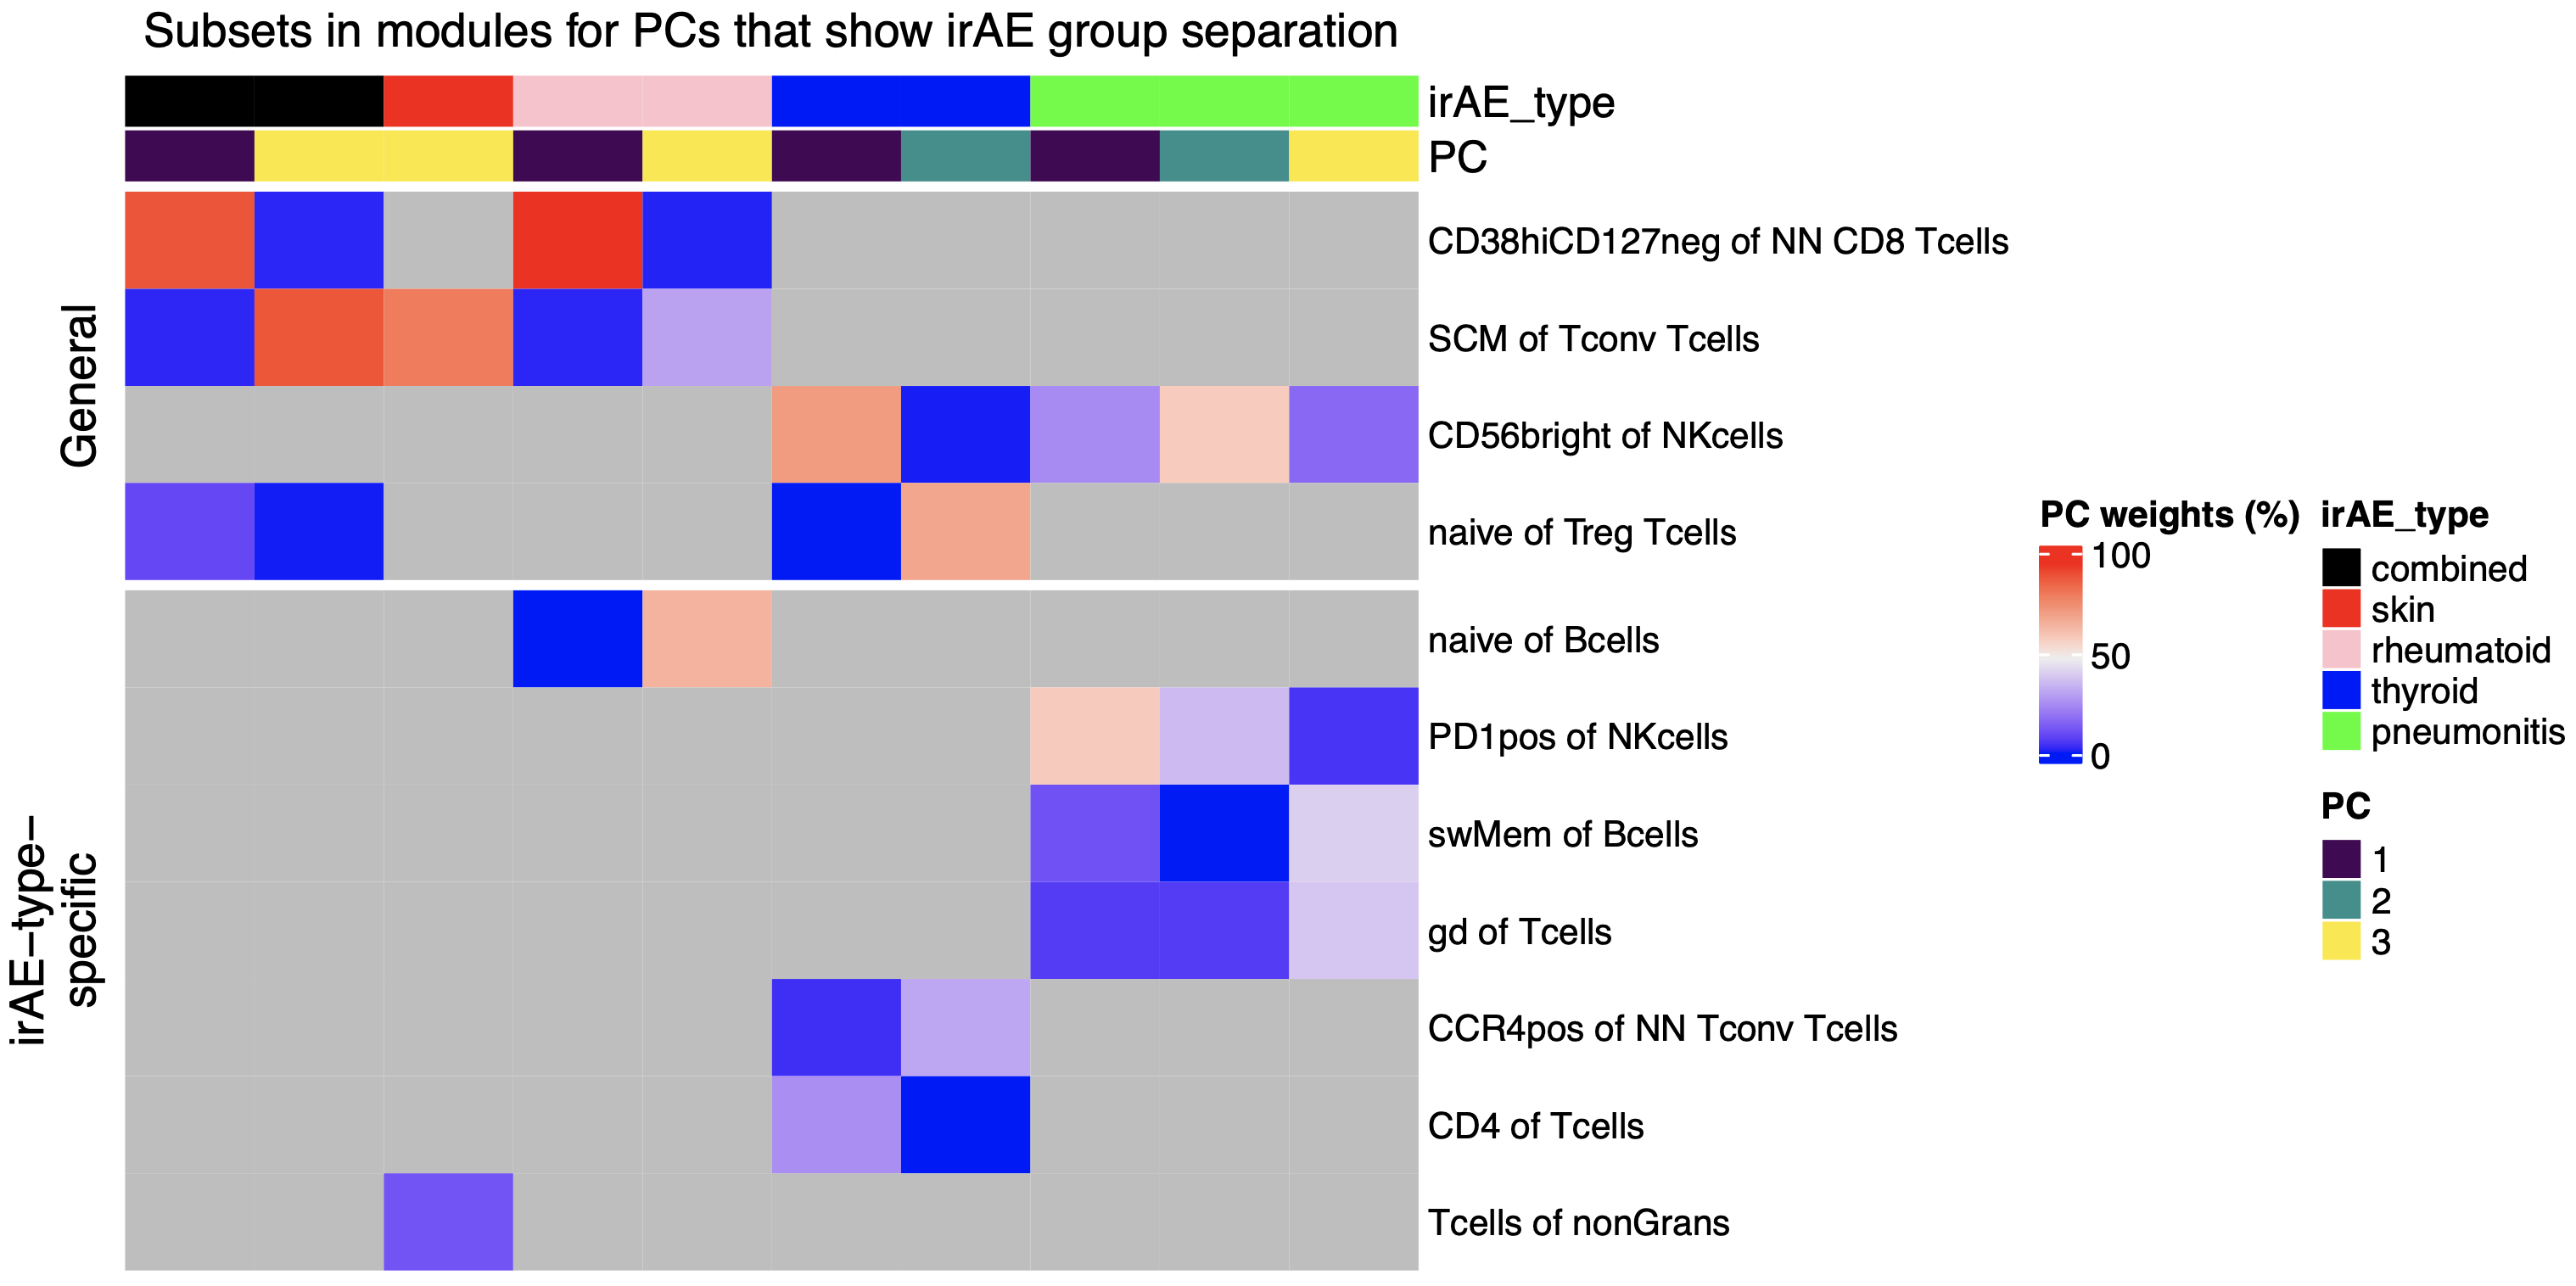 Subsets in modules for PCs that show irAE group separation
irAE_type
PC
General
CD38hiCD127neg of NN CD8 Tcells
SCM of Tconv Tcells
CD56bright of NKcells
naive of Treg Tcells
irAE−type−
specific
naive of Bcells
PD1pos of NKcells
swMem of Bcells
gd of Tcells
CCR4pos of NN Tconv Tcells
CD4 of Tcells
Tcells of nonGrans
PC weights (%)
100
50
0
irAE_type
combined
skin
rheumatoid
thyroid
pneumonitis
PC
1
2
3